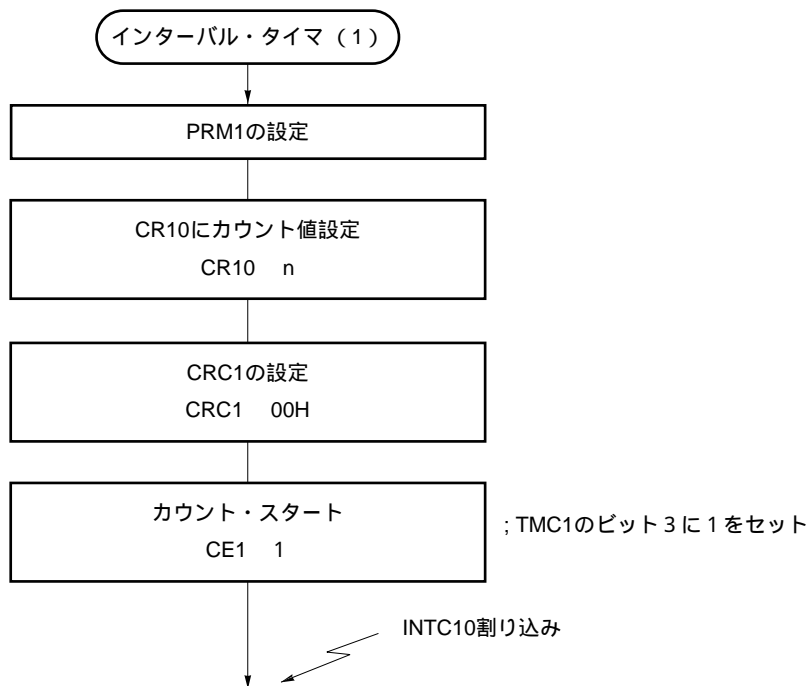 インターバル・タイマ（1）
PRM1の設定
CR10にカウント値設定
CR10　n
CRC1の設定
CRC1　00H
カウント・スタート
CE1　1
; TMC1のビット3に1をセット
INTC10割り込み